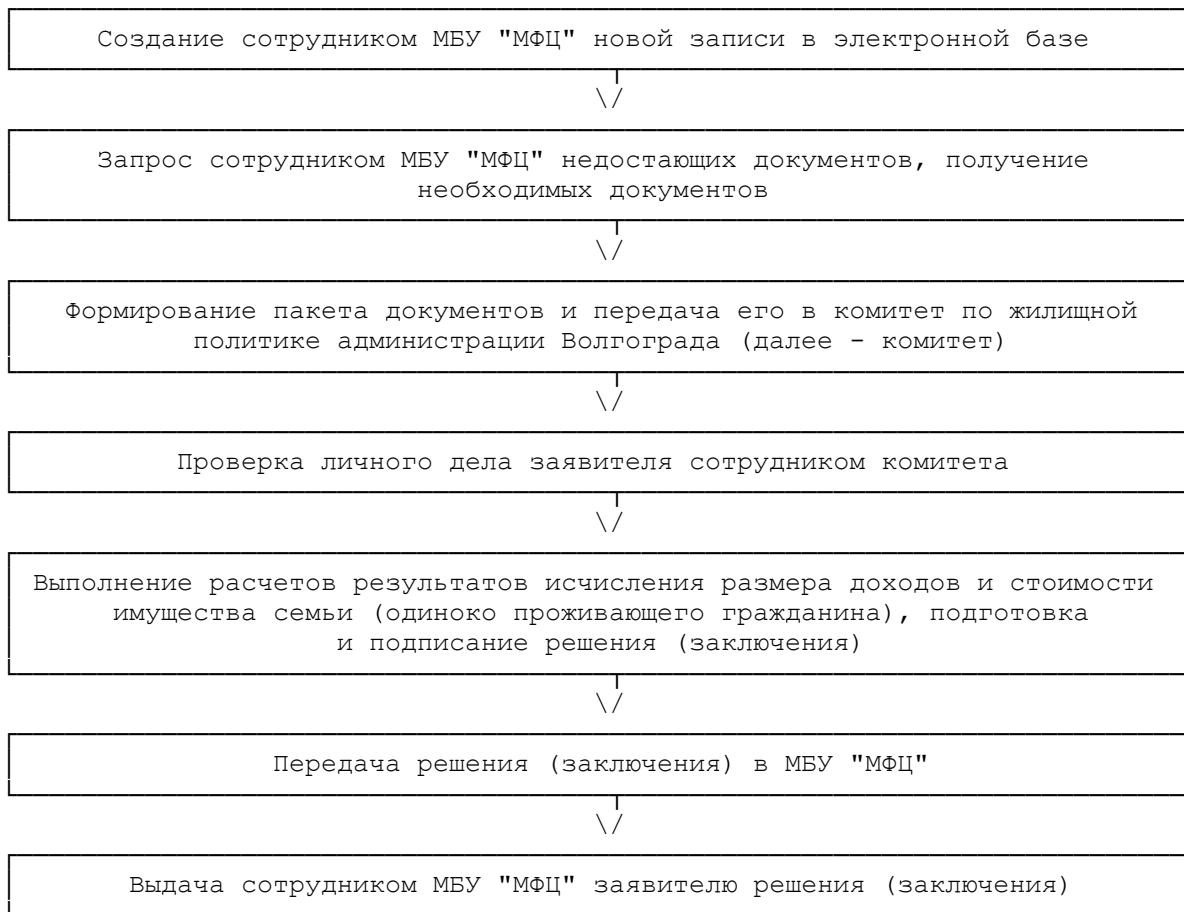 Создание сотрудником МБУ "МФЦ" новой записи в электронной базе
\/
Запрос сотрудником МБУ "МФЦ" недостающих документов, получение
необходимых документов
\/
Формирование пакета документов и передача его в комитет по жилищной
политике администрации Волгограда (далее - комитет)
\/
Проверка личного дела заявителя сотрудником комитета
\/
Выполнение расчетов результатов исчисления размера доходов и стоимости
имущества семьи (одиноко проживающего гражданина), подготовка
и подписание решения (заключения)
\/
Передача решения (заключения) в МБУ "МФЦ"
\/
Выдача сотрудником МБУ "МФЦ" заявителю решения (заключения)